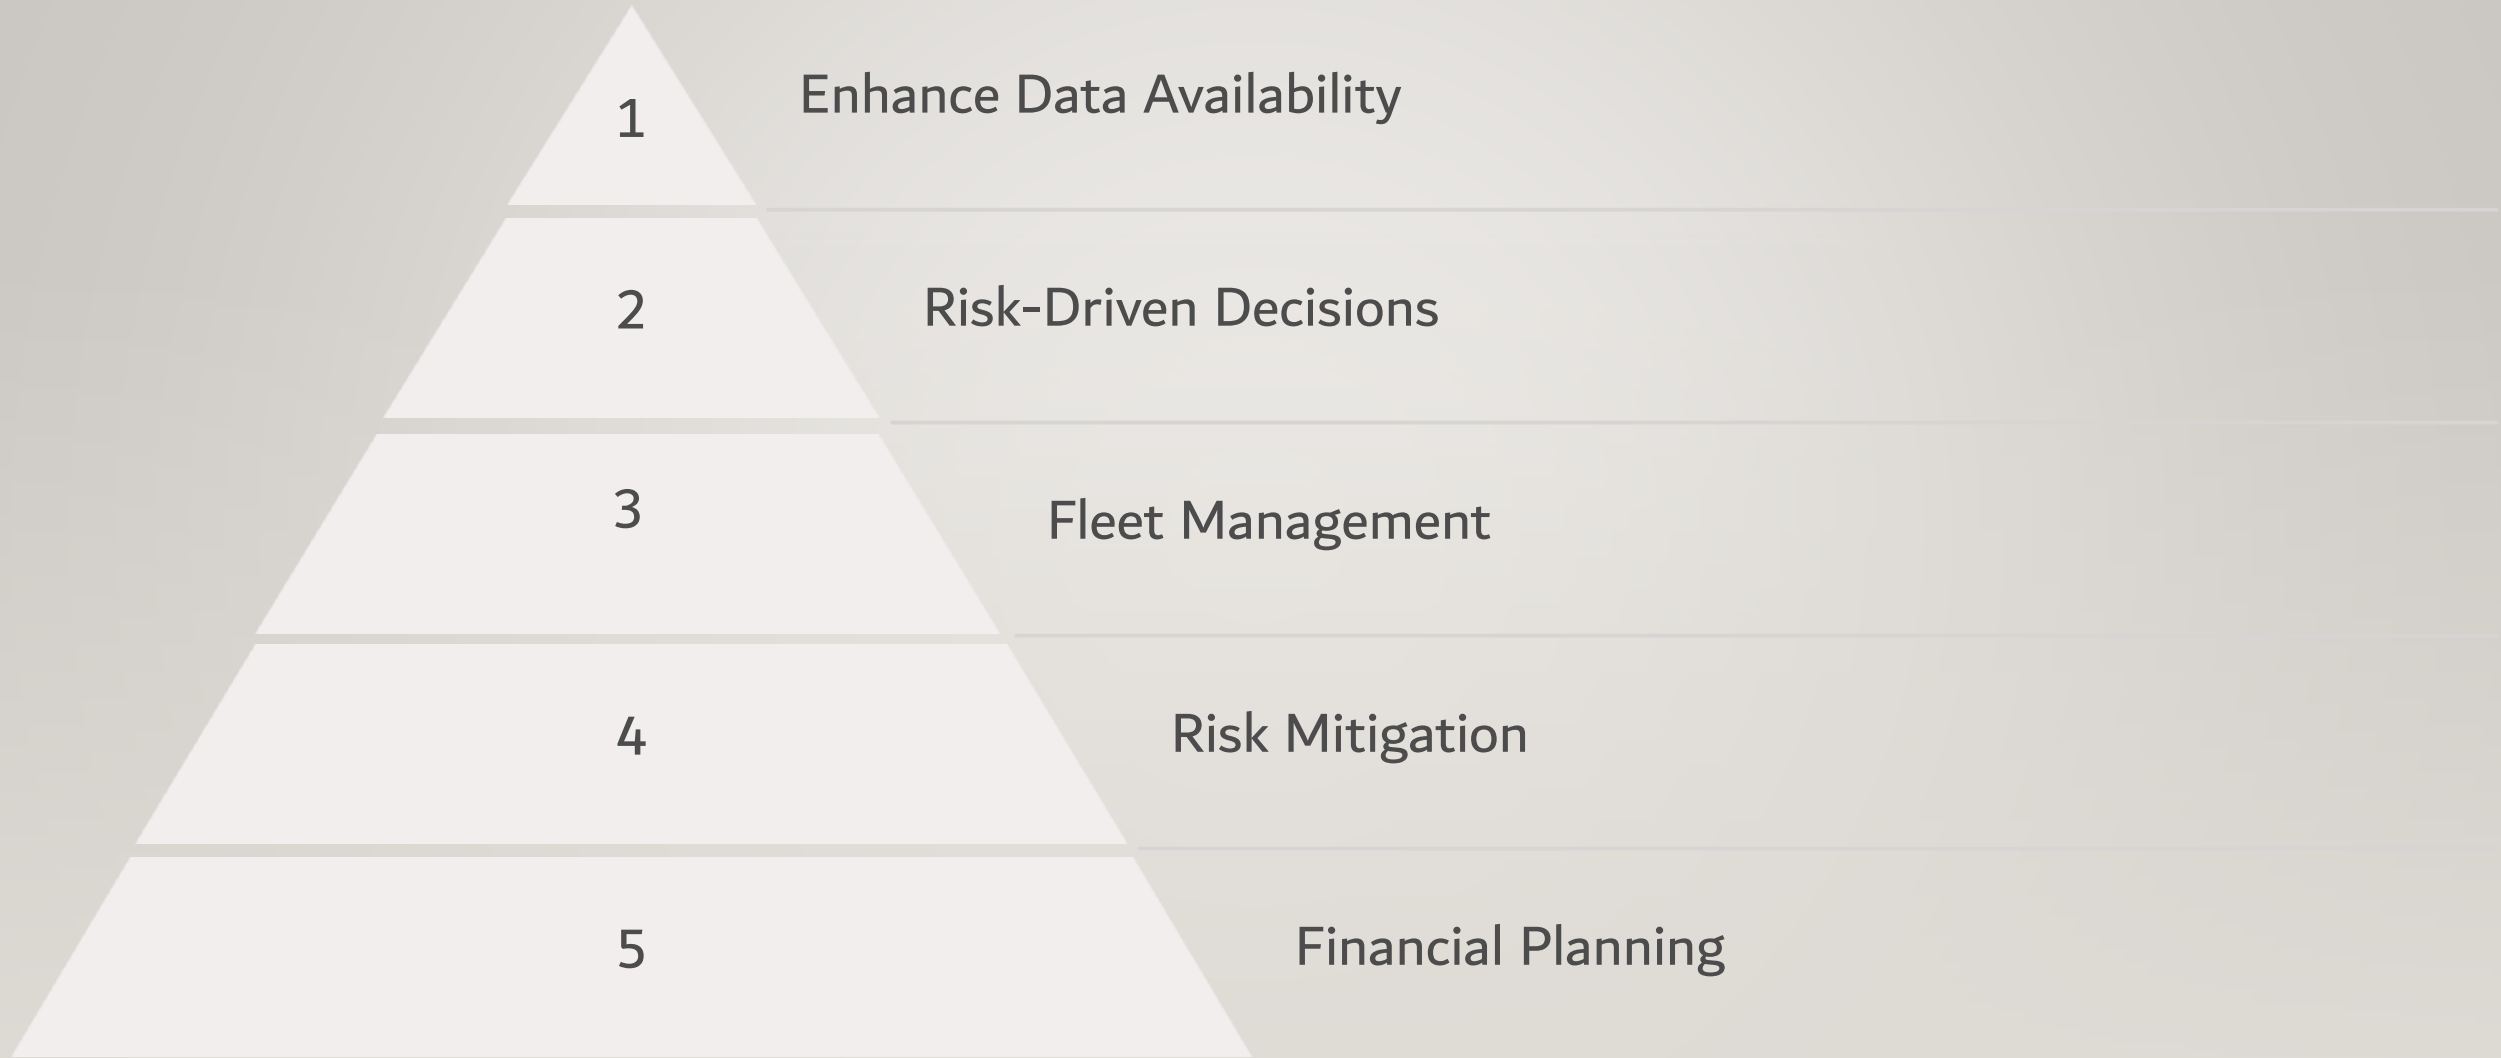 1
Enhance Data Availability
2
Risk-Driven Decisions
3
Fleet Management
4
Risk Mitigation
5
Financial Planning